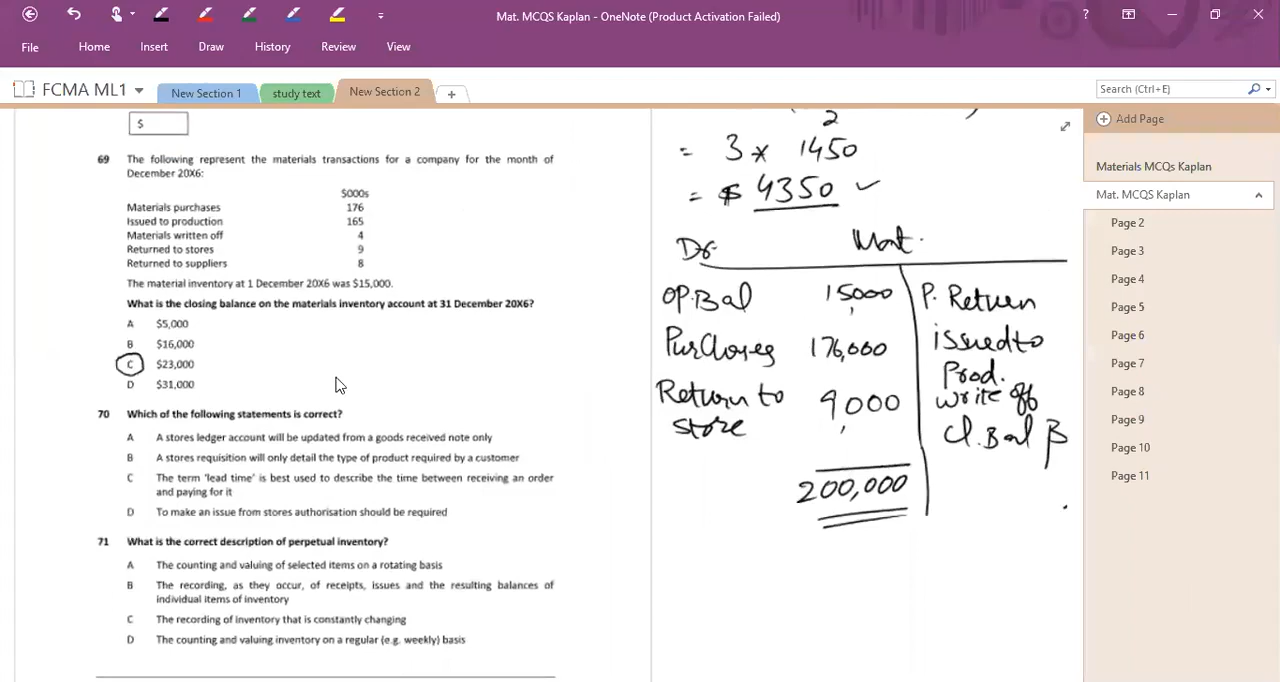 Mat. MCQS Kaplan - OneNote (Product Activation Failed)
?
File Home Insert Draw History Review View
FCMA ML1
New Section 1 study text New Section 2 +
Search (Ctrl+E)
$
69 The following represent the materials transactions for a company for the month of
December 20X6:
$000s
Materials purchases 176
Issued to production 165
Materials written off 4
Returned to stores 9
Returned to suppliers 8
The material inventory at 1 December 20X6 was $15,000.
What is the closing balance on the materials inventory account at 31 December 20X6?
A $5,000
B $16,000
C $23,000
D $31,000
70 Which of the following statements is correct?
A A stores ledger account will be updated from a goods received note only
B A stores requisition will only detail the type of product required by a customer
C The term 'lead time' is best used to describe the time between receiving an order
and paying for it
D To make an issue from stores authorisation should be required
71 What is the correct description of perpetual inventory?
A The counting and valuing of selected items on a rotating basis
B The recording, as they occur, of receipts, issues and the resulting balances of
individual items of inventory
C The recording of inventory that is constantly changing
D The counting and valuing inventory on a regular (e.g. weekly) basis
2
= 3 × 1450
= $ 4350 ✓
Dr Mat.
OP.Bal 15000 P. Return
Purchases 176,000 issued to
Prod.
Return to 9,000 write off
store Cl.Bal β
200,000
Add Page
Materials MCQs Kaplan
Mat. MCQS Kaplan
Page 2
Page 3
Page 4
Page 5
Page 6
Page 7
Page 8
Page 9
Page 10
Page 11